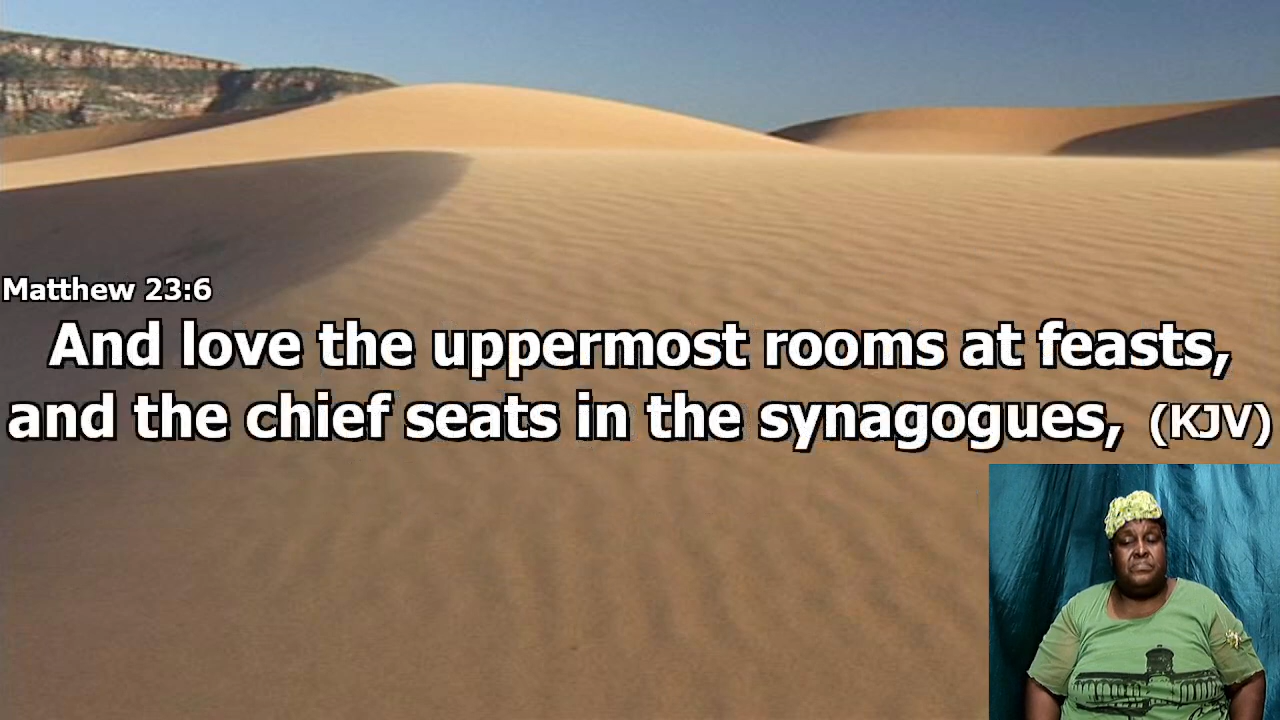 Matthew 23:6
And love the uppermost rooms at feasts,
and the chief seats in the synagogues, (KJV)